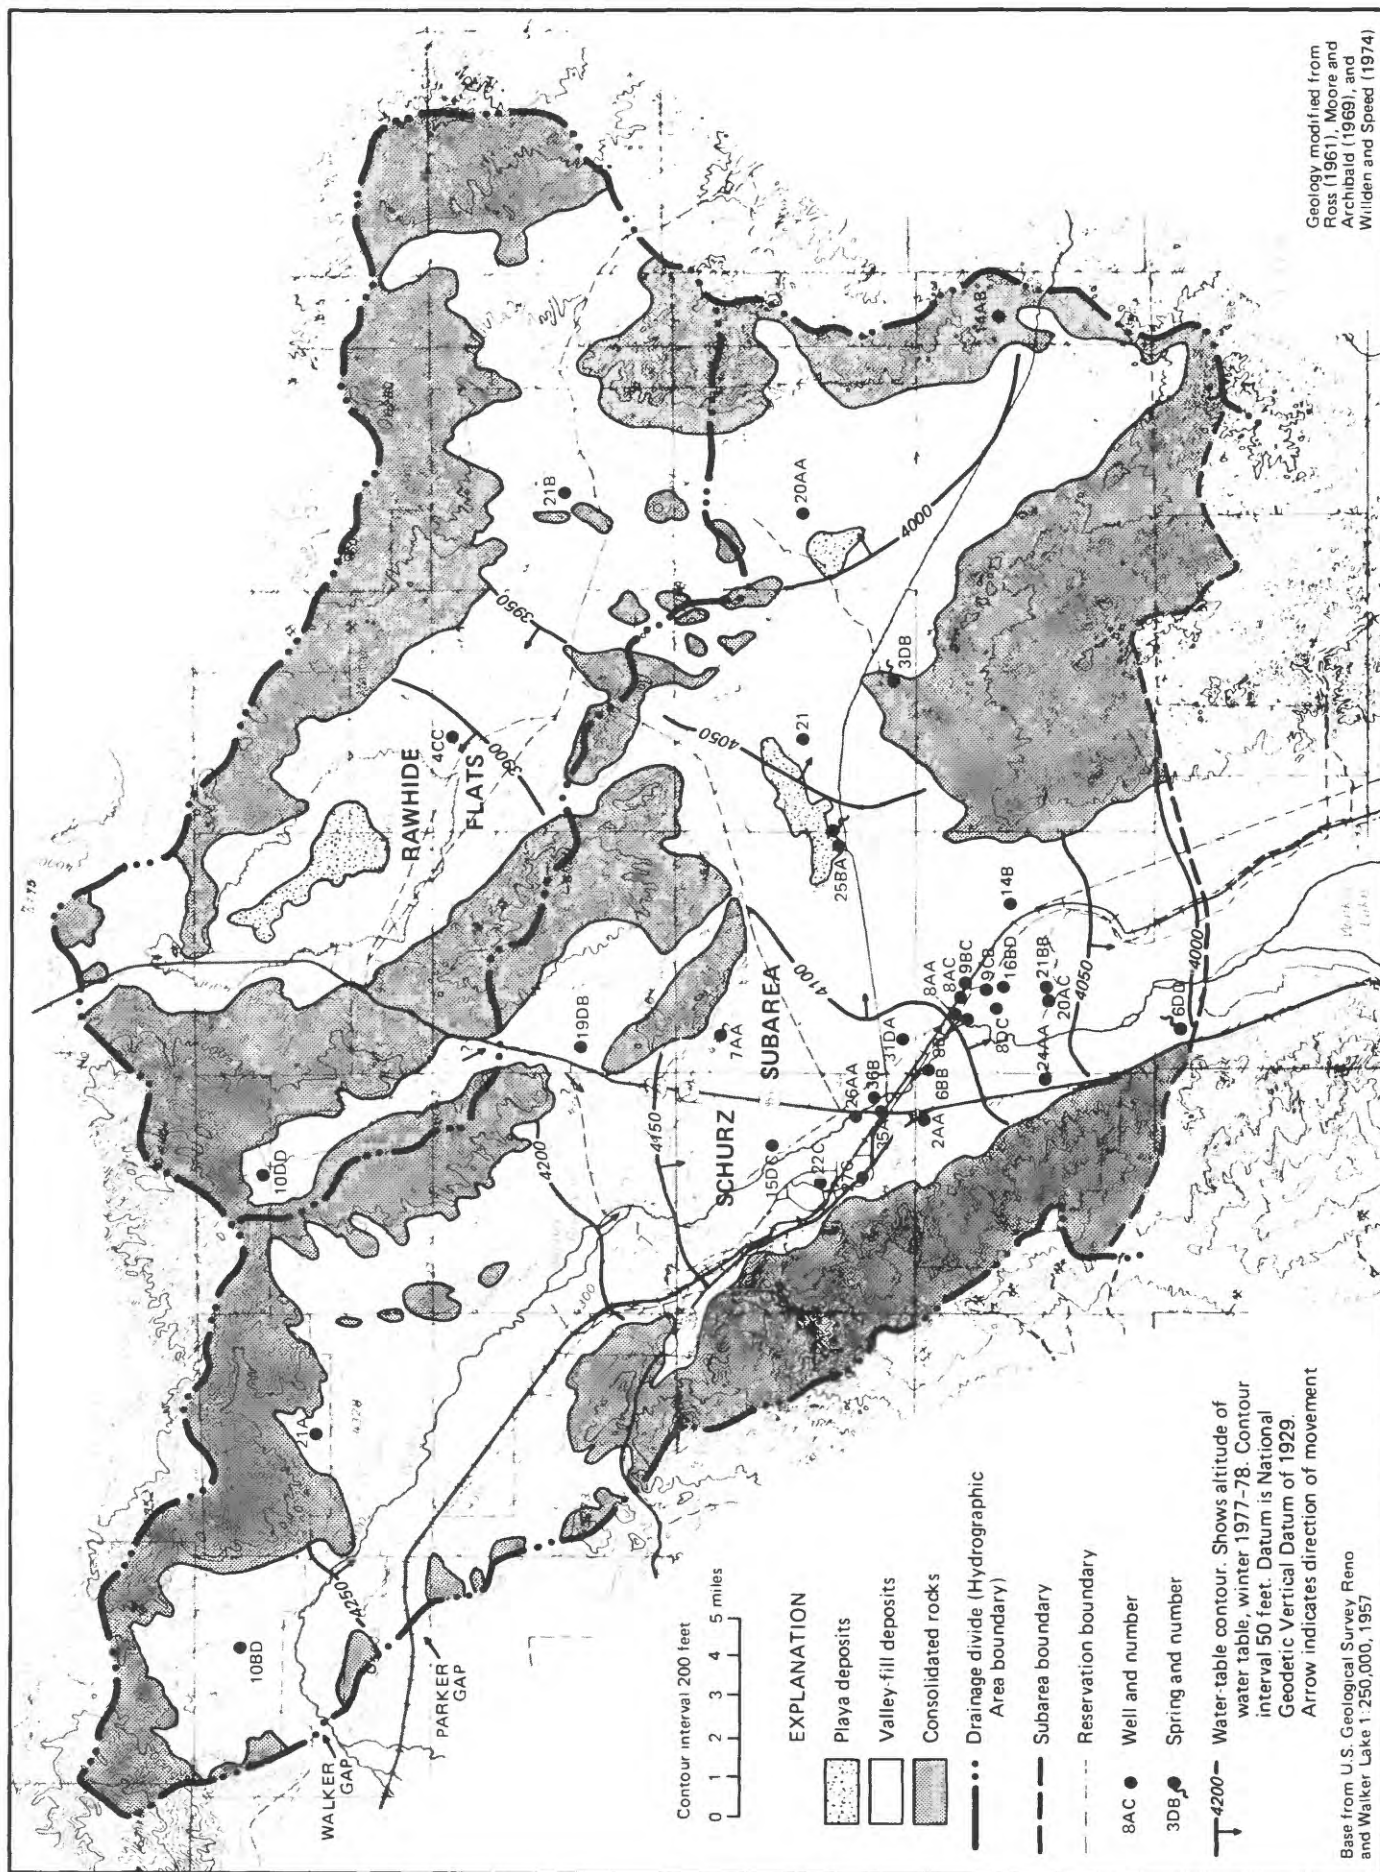 Geology modified from
Ross (1961), Moore and
Archibald (1969), and
Willden and Speed (1974)
14AB
21B
20AA
4000
3950
3DB
4CC
3900
RAWHIDE
FLATS
4050
21
25BA
14B
4100
8AA
8AC
9BC
9CB
16BD
21BB
20AC
8DC
4050
4000
6DD
24AA
19DB
7AA
SCHURZ
SUBAREA
31DA
6BB
36B
26AA
2AA
15DC
22C
4150
4200
10DD
21A
4328
4250
10BD
WALKER
GAP
PARKER
GAP
Contour interval 200 feet
0 1 2 3 4 5 miles
EXPLANATION
Playa deposits
Valley-fill deposits
Consolidated rocks
Drainage divide (Hydrographic
Area boundary)
Subarea boundary
Reservation boundary
8AC Well and number
3DB Spring and number
4200 Water-table contour. Shows altitude of
water table, winter 1977-78. Contour
interval 50 feet. Datum is National
Geodetic Vertical Datum of 1929.
Arrow indicates direction of movement
Base from U.S. Geological Survey Reno
and Walker Lake 1:250,000, 1957